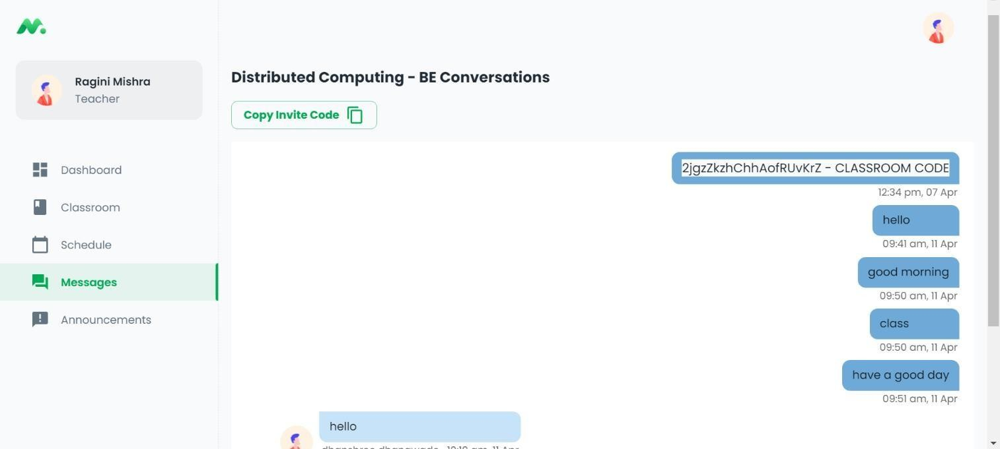 Ragini Mishra
Teacher
Dashboard
Classroom
Schedule
Messages
Announcements
Distributed Computing - BE Conversations
Copy Invite Code
2jgzZkzhChhAofRUvKrZ - CLASSROOM CODE
12:34 pm, 07 Apr
hello
09:41 am, 11 Apr
good morning
09:50 am, 11 Apr
class
09:50 am, 11 Apr
have a good day
09:51 am, 11 Apr
hello